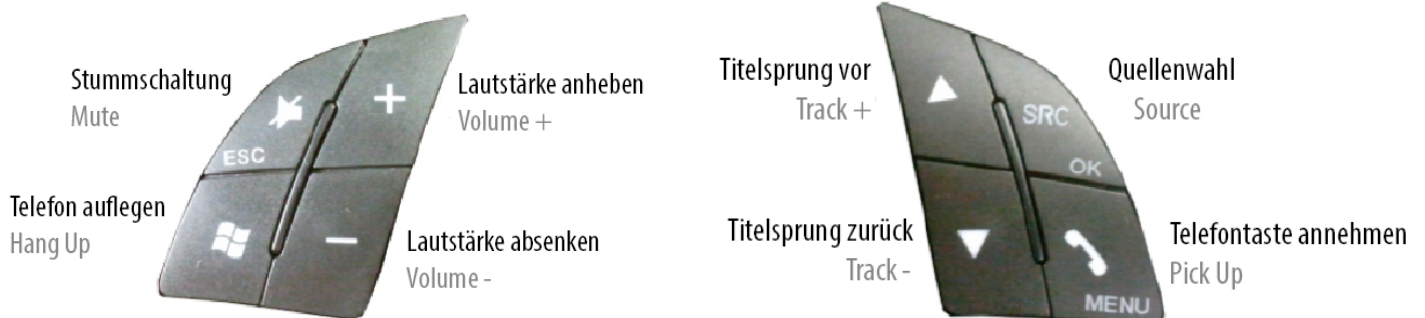 Stummschaltung
Mute
Lautstärke anheben
Volume +
ESC
Telefon auflegen
Hang Up
Lautstärke absenken
Volume -
Titelsprung vor
Track +
SRC
OK
Quellenwahl
Source
Titelsprung zurück
Track -
MENU
Telefontaste annehmen
Pick Up